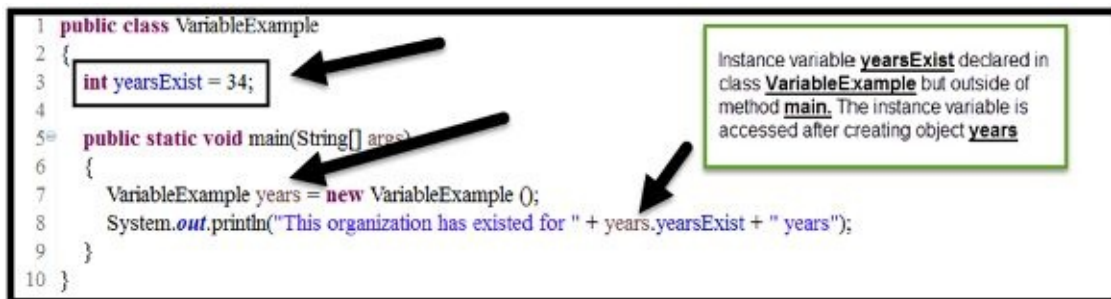 1 public class VariableExample
2 {
3 int yearsExist = 34;
4
5 public static void main(String[] args)
6 {
7 VariableExample years = new VariableExample ();
8 System.out.println("This organization has existed for " + years.yearsExist + " years");
9 }
10 }
Instance variable yearsExist declared in
class VariableExample but outside of
method main. The instance variable is
accessed after creating object years